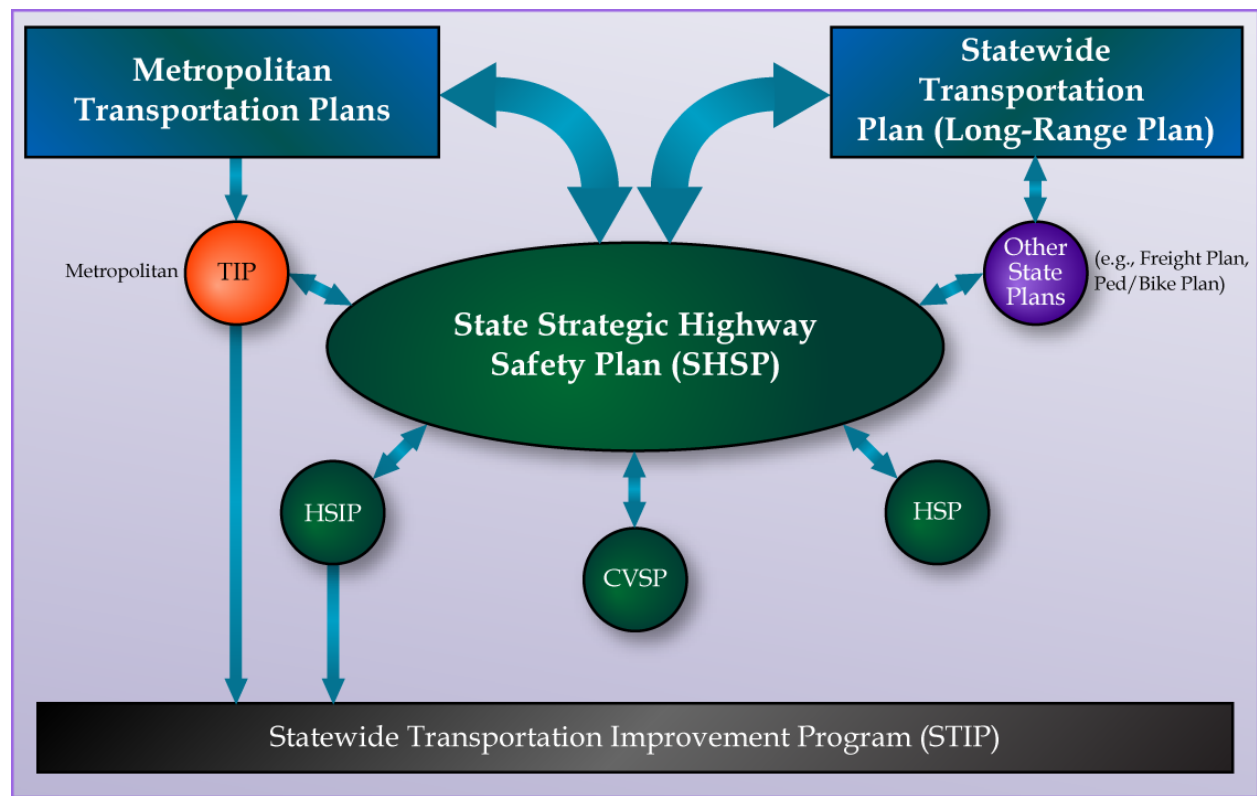 Metropolitan
Transportation Plans
Statewide
Transportation
Plan (Long-Range Plan)
Metropolitan
TIP
Other
State
Plans
(e.g., Freight Plan,
Ped/Bike Plan)
State Strategic Highway
Safety Plan (SHSP)
HSIP
CVSP
HSP
Statewide Transportation Improvement Program (STIP)